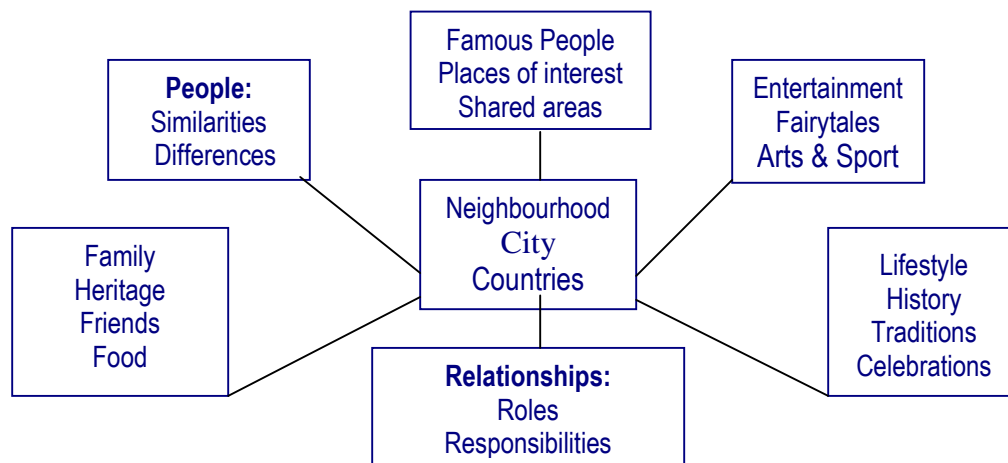 Famous People
Places of interest
Shared areas
People:
Similarities
Differences
Entertainment
Fairytales
Arts & Sport
Neighbourhood
City
Countries
Family
Heritage
Friends
Food
Lifestyle
History
Traditions
Celebrations
Relationships:
Roles
Responsibilities